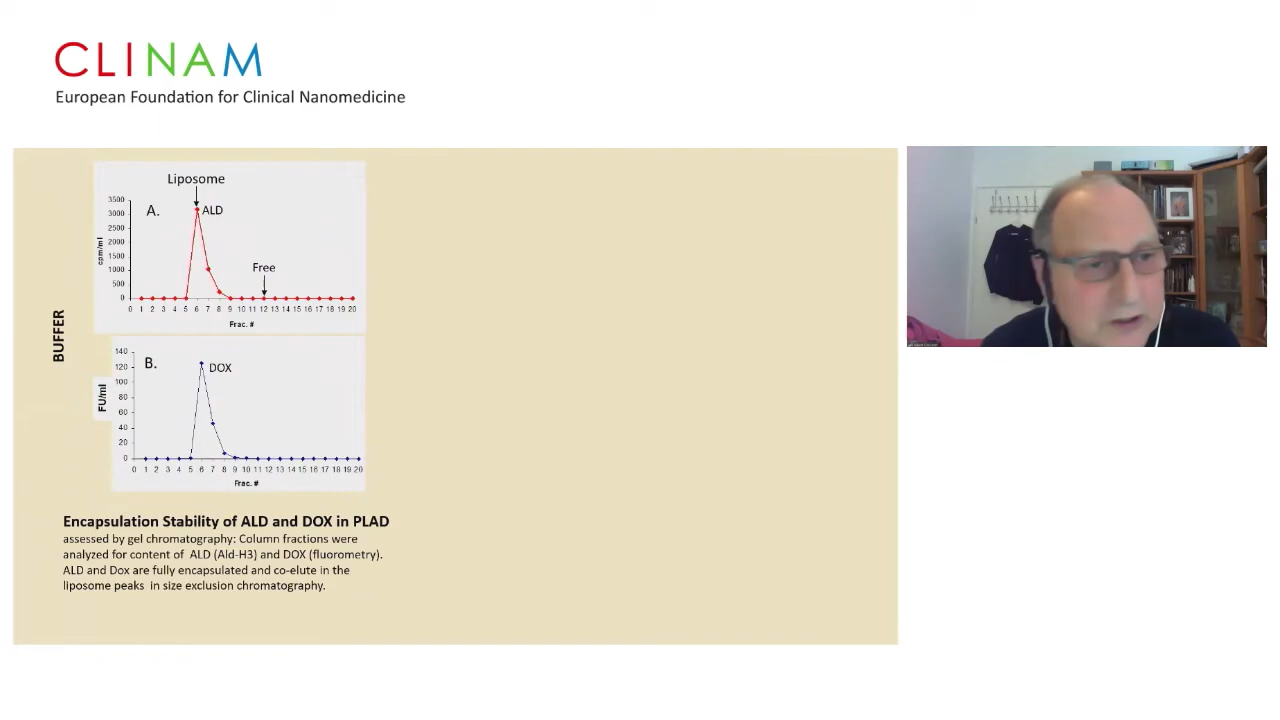 CLINAM
European Foundation for Clinical Nanomedicine
BUFFER
Liposome
A.
ALD
Free
cpm/ml
3500
3000
2500
2000
1500
1000
500
0
0 1 2 3 4 5 6 7 8 9 10 11 12 13 14 15 16 17 18 19 20
Frac. #
B.
DOX
FU/ml
140
120
100
80
60
40
20
0
0 1 2 3 4 5 6 7 8 9 10 11 12 13 14 15 16 17 18 19 20
Frac. #
Encapsulation Stability of ALD and DOX in PLAD
assessed by gel chromatography: Column fractions were
analyzed for content of ALD (Ald-H3) and DOX (fluorometry).
ALD and Dox are fully encapsulated and co-elute in the
liposome peaks in size exclusion chromatography.